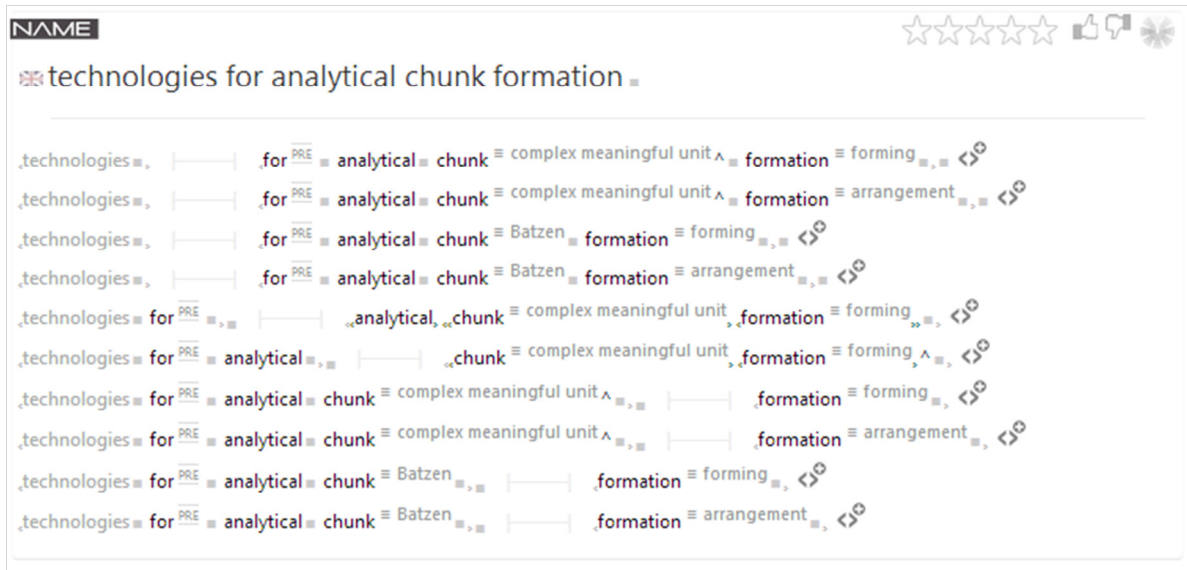 NAME
technologies for analytical chunk formation
technologies for PRE analytical chunk ≡ complex meaningful unit ^ formation ≡ forming
technologies for PRE analytical chunk ≡ complex meaningful unit ^ formation ≡ arrangement
technologies for PRE analytical chunk ≡ Batzen formation ≡ forming
technologies for PRE analytical chunk ≡ Batzen formation ≡ arrangement
technologies for PRE analytical, chunk ≡ complex meaningful unit, formation ≡ forming
technologies for PRE analytical chunk ≡ complex meaningful unit, formation ≡ forming, ^
technologies for PRE analytical chunk ≡ complex meaningful unit ^ formation ≡ forming
technologies for PRE analytical chunk ≡ complex meaningful unit ^ formation ≡ arrangement
technologies for PRE analytical chunk ≡ Batzen formation ≡ forming
technologies for PRE analytical chunk ≡ Batzen formation ≡ arrangement